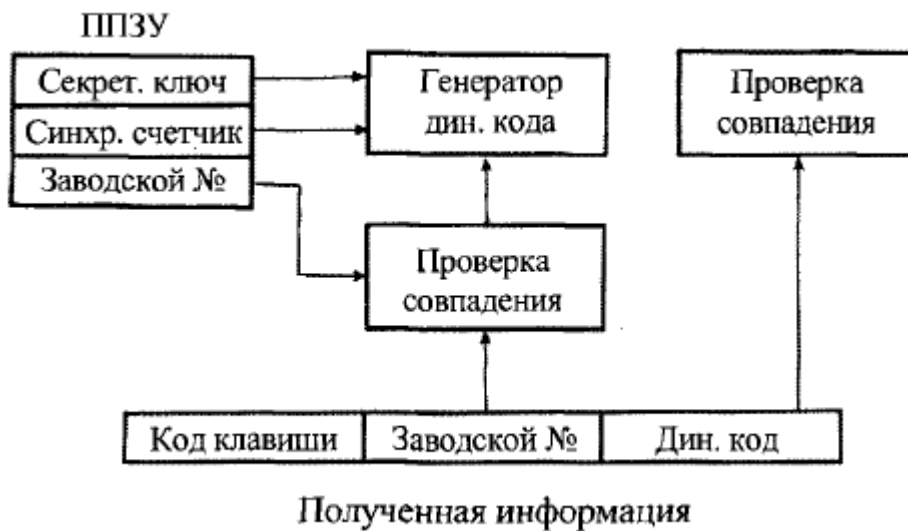 ППЗУ
Секрет. ключ
Синхр. счетчик
Заводской №
Генератор
дин. кода
Проверка
совпадения
Проверка
совпадения
Код клавиши
Заводской №
Дин. код
Полученная информация